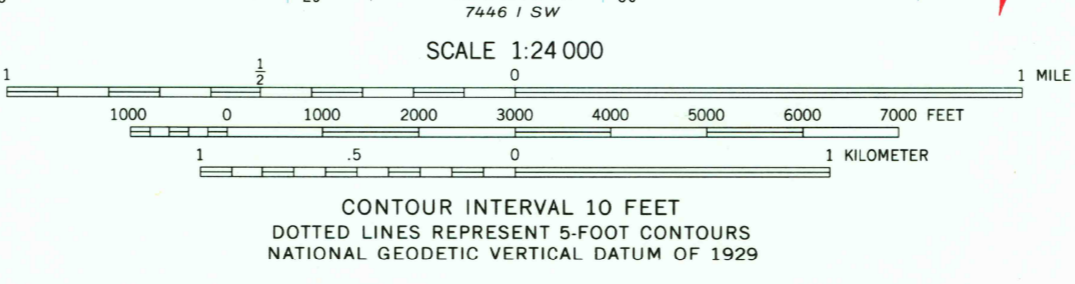 7446 I SW
SCALE 1:24 000
1 1/2 0 1 MILE
1000 0 1000 2000 3000 4000 5000 6000 7000 FEET
1 .5 0 1 KILOMETER
CONTOUR INTERVAL 10 FEET
DOTTED LINES REPRESENT 5-FOOT CONTOURS
NATIONAL GEODETIC VERTICAL DATUM OF 1929